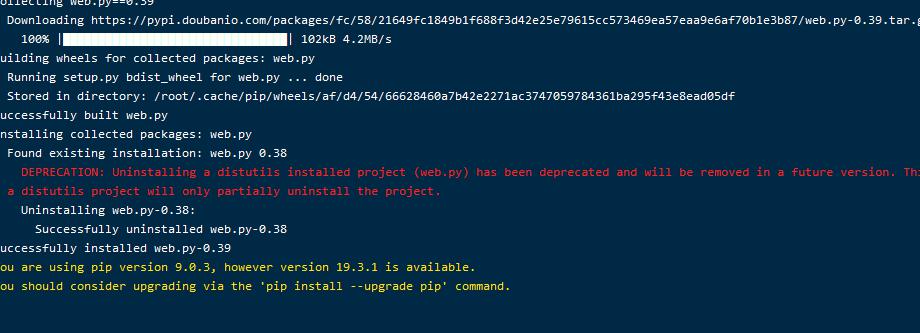 ollecting web.py==0.39
Downloading https://pypi.doubanio.com/packages/fc/58/21649fc1849b1f688f3d42e25e79615cc573469ea57eaa9e6af70b1e3b87/web.py-0.39.tar.g
100% |████████████████████████████████| 102kB 4.2MB/s
uilding wheels for collected packages: web.py
Running setup.py bdist_wheel for web.py ... done
Stored in directory: /root/.cache/pip/wheels/af/d4/54/66628460a7b42e2271ac3747059784361ba295f43e8ead05df
uccessfully built web.py
nstalling collected packages: web.py
Found existing installation: web.py 0.38
DEPRECATION: Uninstalling a distutils installed project (web.py) has been deprecated and will be removed in a future version. Thi
a distutils project will only partially uninstall the project.
Uninstalling web.py-0.38:
Successfully uninstalled web.py-0.38
uccessfully installed web.py-0.39
ou are using pip version 9.0.3, however version 19.3.1 is available.
ou should consider upgrading via the 'pip install --upgrade pip' command.